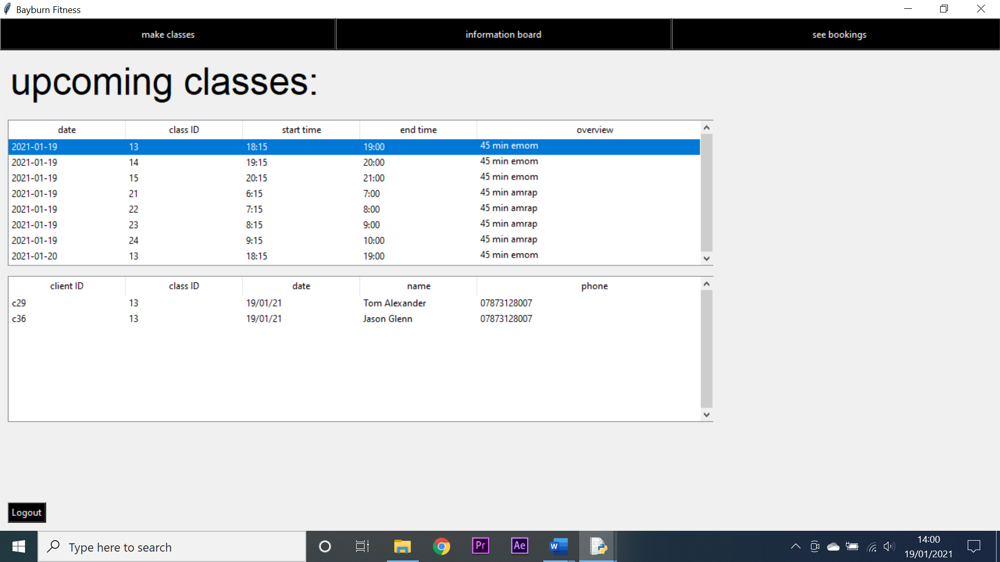 Bayburn Fitness
make classes information board see bookings
upcoming classes:
date class ID start time end time overview
2021-01-19 13 18:15 19:00 45 min emom
2021-01-19 14 19:15 20:00 45 min emom
2021-01-19 15 20:15 21:00 45 min emom
2021-01-19 21 6:15 7:00 45 min amrap
2021-01-19 22 7:15 8:00 45 min amrap
2021-01-19 23 8:15 9:00 45 min amrap
2021-01-19 24 9:15 10:00 45 min amrap
2021-01-20 13 18:15 19:00 45 min emom
client ID class ID date name phone
c29 13 19/01/21 Tom Alexander 07873128007
c36 13 19/01/21 Jason Glenn 07873128007
Logout
Type here to search Pr Ae W 14:00
19/01/2021